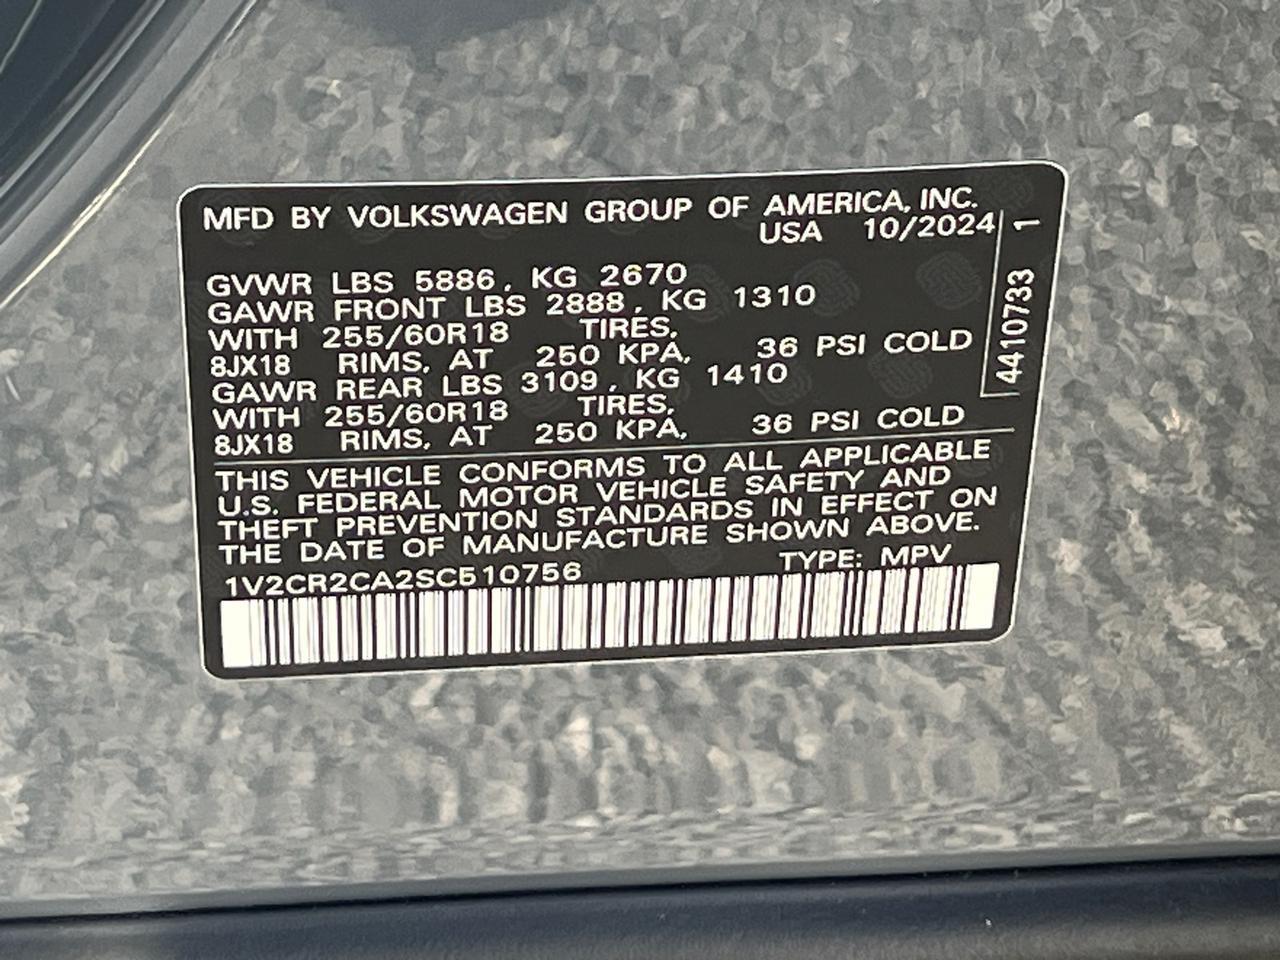 MFD BY VOLKSWAGEN GROUP OF AMERICA, INC.
USA 10/2024
GVWR LBS 5886, KG 2670
GAWR FRONT LBS 2888, KG 1310
WITH 255/60R18 TIRES,
8JX18 RIMS, AT 250 KPA, 36 PSI COLD
GAWR REAR LBS 3109, KG 1410
WITH 255/60R18 TIRES,
8JX18 RIMS, AT 250 KPA, 36 PSI COLD
4410733 1
THIS VEHICLE CONFORMS TO ALL APPLICABLE
U.S. FEDERAL MOTOR VEHICLE SAFETY AND
THEFT PREVENTION STANDARDS IN EFFECT ON
THE DATE OF MANUFACTURE SHOWN ABOVE.
1V2CR2CA2SC510756 TYPE: MPV